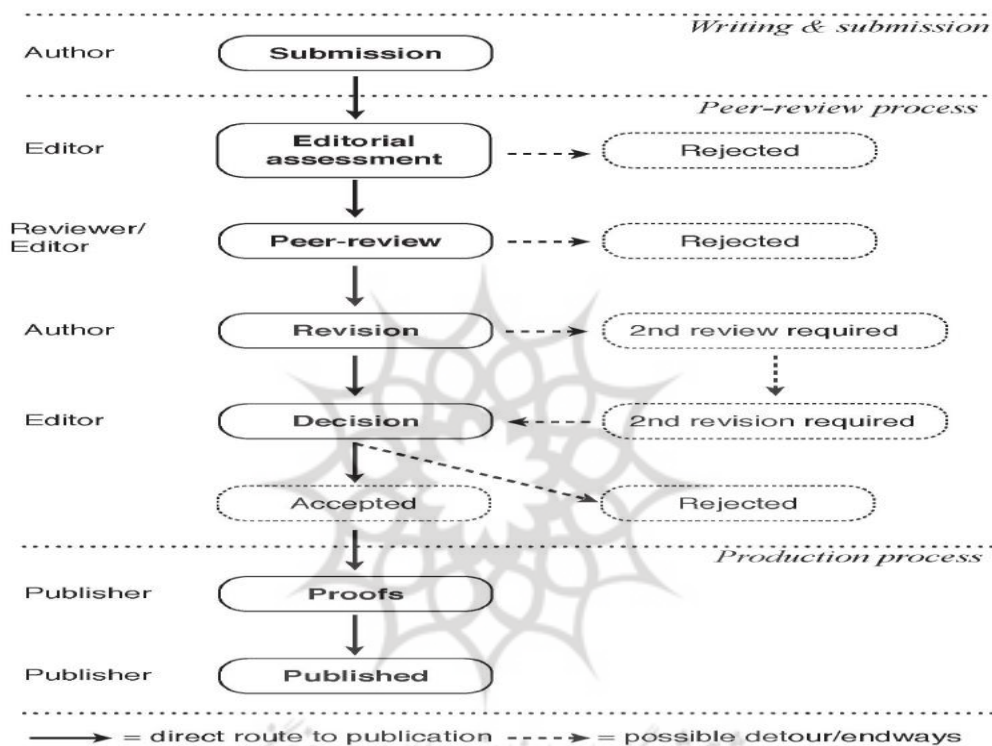 Writing & submission
Author Submission
Peer-review process
Editor Editorial
assessment Rejected
Reviewer/
Editor Peer-review Rejected
Author Revision 2nd review required
Editor Decision 2nd revision required
Accepted Rejected
Production process
Publisher Proofs
Publisher Published
= direct route to publication = possible detour/endways